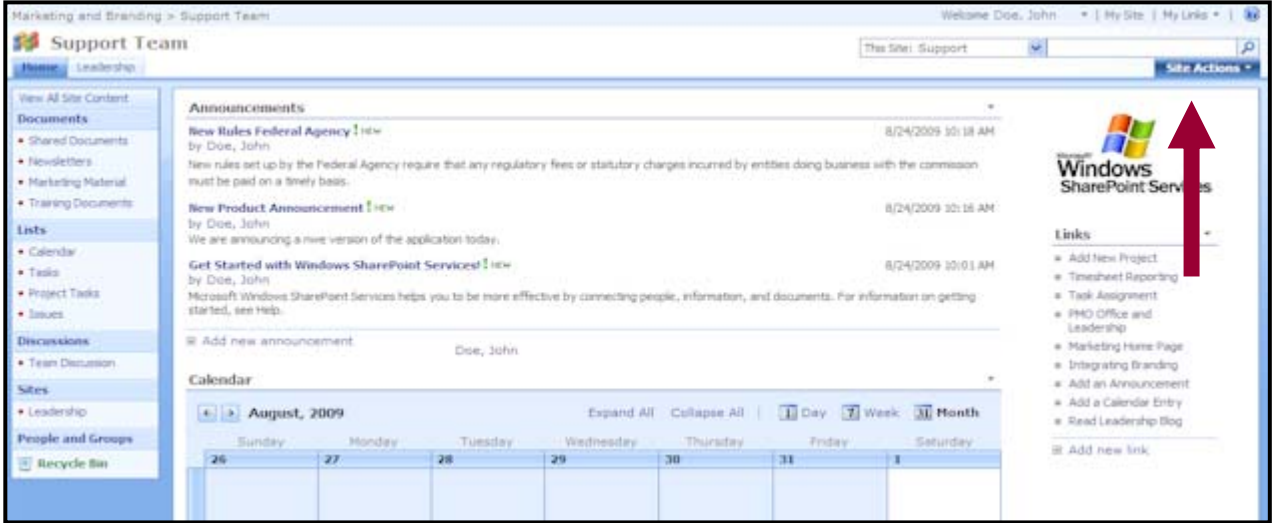 Marketing and Branding > Support Team
Welcome Doe, John | My Site | My Links |
Support Team
This Site: Support
Home Leadership
Site Actions
View All Site Content
Documents
Shared Documents
Newsletters
Marketing Material
Training Documents
Lists
Calendar
Tasks
Project Tasks
Issues
Discussions
Team Discussion
Sites
Leadership
People and Groups
Recycle Bin
Announcements
New Rules Federal Agency ! NEW 8/24/2009 10:18 AM
by Doe, John
New rules set up by the Federal Agency require that any regulatory fees or statutory charges incurred by entities doing business with the commission
must be paid on a timely basis.
New Product Announcement ! NEW 8/24/2009 10:16 AM
by Doe, John
We are announcing a nwe version of the application today.
Get Started with Windows SharePoint Services! ! NEW 8/24/2009 10:01 AM
by Doe, John
Microsoft Windows SharePoint Services helps you to be more effective by connecting people, information, and documents. For information on getting
started, see Help.
Add new announcement
Doe, John
Calendar
August, 2009 Expand All Collapse All | 1 Day 7 Week 31 Month
Sunday Monday Tuesday Wednesday Thursday Friday Saturday
26 27 28 29 30 31 1
Microsoft
Windows
SharePoint Services
Links
Add New Project
Timesheet Reporting
Task Assignment
PMO Office and
Leadership
Marketing Home Page
Integrating Branding
Add an Announcement
Add a Calendar Entry
Read Leadership Blog
Add new link